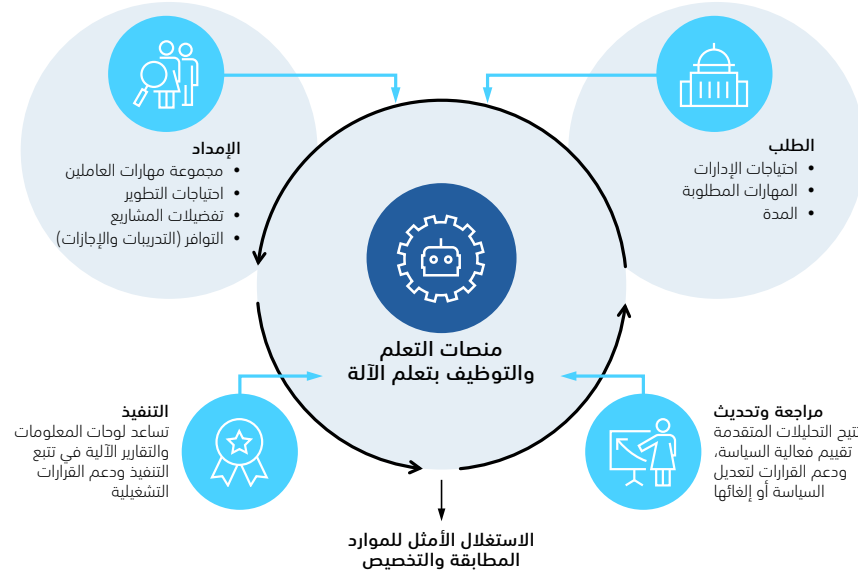 الطلب
• احتياجات الإدارات
• المهارات المطلوبة
• المدة
الإمداد
• مجموعة مهارات العاملين
• احتياجات التطوير
• تفضيلات المشاريع
• التوافر (التدريبات والإجازات)
منصات التعلم
والتوظيف بتعلم الآلة
مراجعة وتحديث
تتيح التحليلات المتقدمة
تقييم فعالية السياسة،
ودعم القرارات لتعديل
السياسة أو إلغائها
التنفيذ
تساعد لوحات المعلومات
والتقارير الآلية في تتبع
التنفيذ ودعم القرارات
التشغيلية
الاستغلال الأمثل للموارد
المطابقة والتخصيص